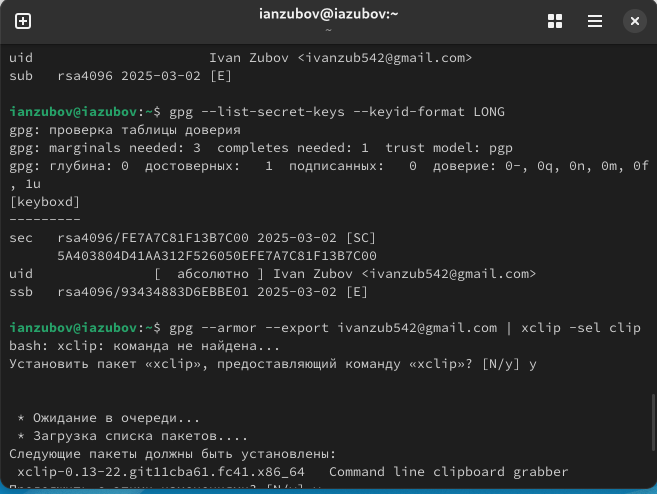 ianzubov@iazubov:~
~
uid                      Ivan Zubov <ivanzub542@gmail.com>
sub   rsa4096 2025-03-02 [E]
ianzubov@iazubov:~$ gpg --list-secret-keys --keyid-format LONG
gpg: проверка таблицы доверия
gpg: marginals needed: 3  completes needed: 1  trust model: pgp
gpg: глубина: 0  достоверных:   1  подписанных:   0  доверие: 0-, 0q, 0n, 0m, 0f
, 1u
[keyboxd]
---------
sec   rsa4096/FE7A7C81F13B7C00 2025-03-02 [SC]
      5A403804D41AA312F526050EFE7A7C81F13B7C00
uid               [  абсолютно ] Ivan Zubov <ivanzub542@gmail.com>
ssb   rsa4096/93434883D6EBBE01 2025-03-02 [E]
ianzubov@iazubov:~$ gpg --armor --export ivanzub542@gmail.com | xclip -sel clip
bash: xclip: команда не найдена...
Установить пакет «xclip», предоставляющий команду «xclip»? [N/y] y
 * Ожидание в очереди...
 * Загрузка списка пакетов....
Следующие пакеты должны быть установлены:
 xclip-0.13-22.git11cba61.fc41.x86_64   Command line clipboard grabber
Продолжить с этими изменениями? [N/y] y